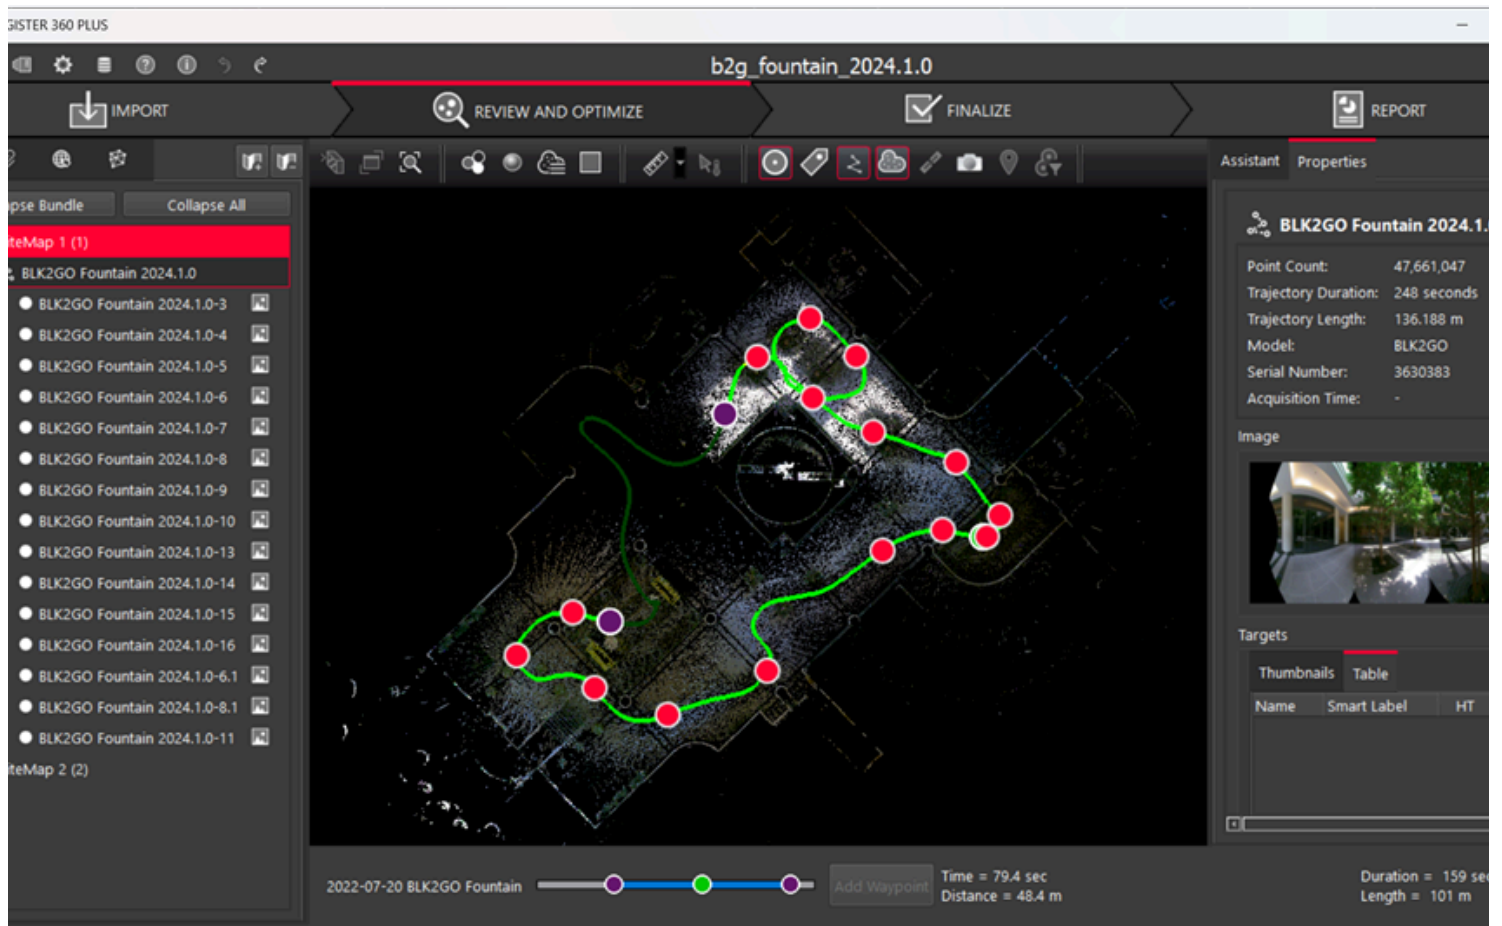 GISTER 360 PLUS
b2g_fountain_2024.1.0
IMPORT
REVIEW AND OPTIMIZE
FINALIZE
REPORT
Assistant
Properties
apse Bundle
Collapse All
iteMap 1 (1)
BLK2GO Fountain 2024.1.0
BLK2GO Fountain 2024.1.0-3
BLK2GO Fountain 2024.1.0-4
BLK2GO Fountain 2024.1.0-5
BLK2GO Fountain 2024.1.0-6
BLK2GO Fountain 2024.1.0-7
BLK2GO Fountain 2024.1.0-8
BLK2GO Fountain 2024.1.0-9
BLK2GO Fountain 2024.1.0-10
BLK2GO Fountain 2024.1.0-13
BLK2GO Fountain 2024.1.0-14
BLK2GO Fountain 2024.1.0-15
BLK2GO Fountain 2024.1.0-16
BLK2GO Fountain 2024.1.0-6.1
BLK2GO Fountain 2024.1.0-8.1
BLK2GO Fountain 2024.1.0-11
iteMap 2 (2)
BLK2GO Fountain 2024.1.
Point Count: 47,661,047
Trajectory Duration: 248 seconds
Trajectory Length: 136.188 m
Model: BLK2GO
Serial Number: 3630383
Acquisition Time: -
Image
Targets
Thumbnails
Table
Name Smart Label HT
2022-07-20 BLK2GO Fountain
Add Waypoint
Time = 79.4 sec
Distance = 48.4 m
Duration = 159 sec
Length = 101 m